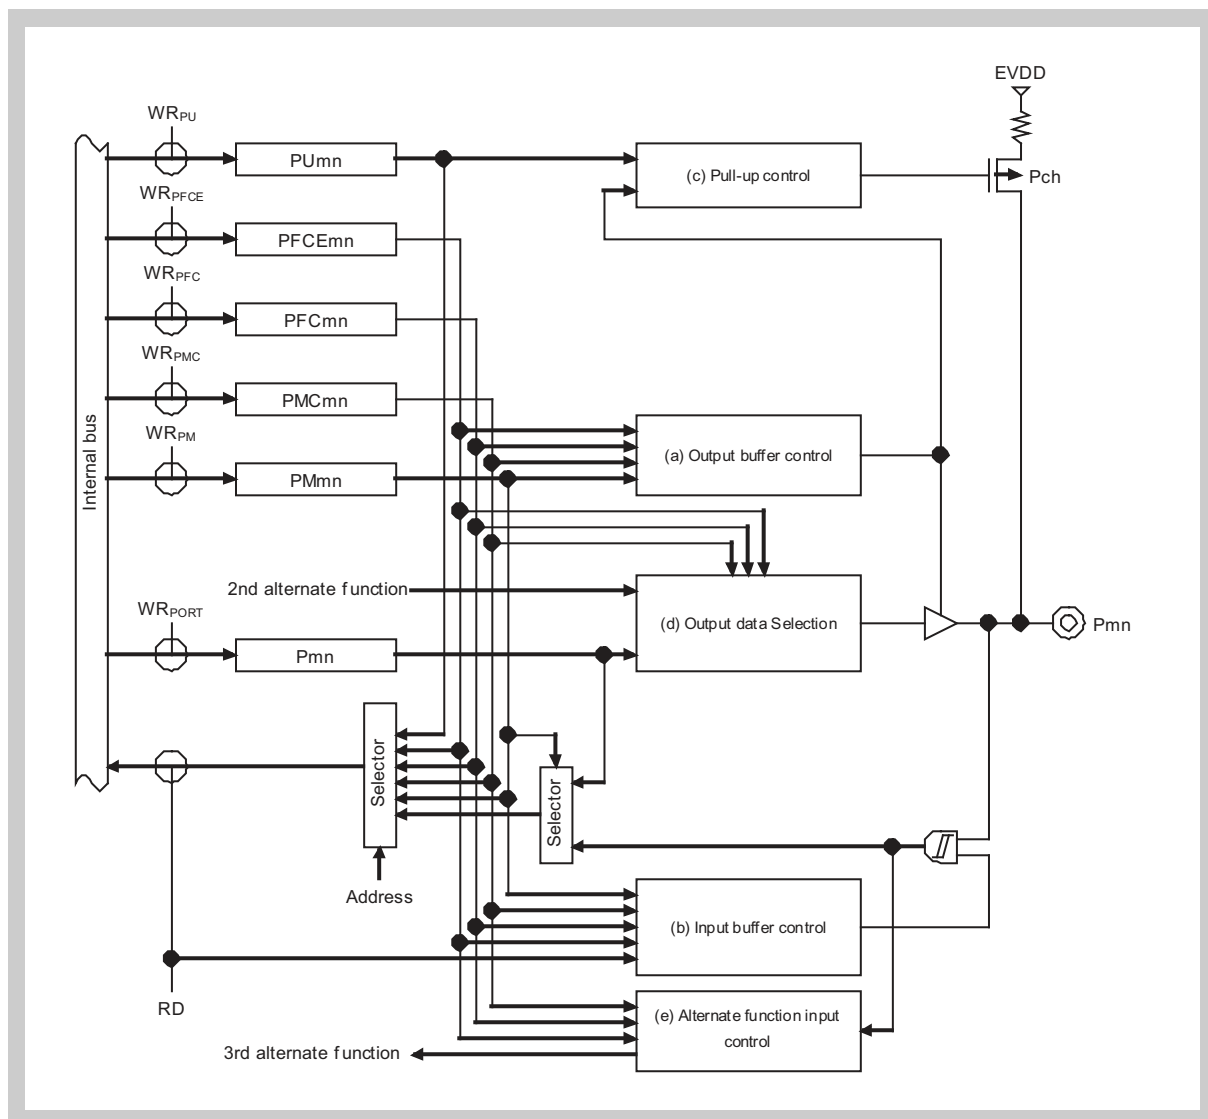 EVDD
WRPU
PUmn
(c) Pull-up control
Pch
WRPFCE
PFCEmn
WRPFC
PFCmn
WRPMC
PMCmn
Internal bus
WRPM
PMmn
(a) Output buffer control
2nd alternate function
WRPORT
Pmn
(d) Output data Selection
Pmn
Selector
Selector
Address
(b) Input buffer control
RD
(e) Alternate function input
control
3rd alternate function